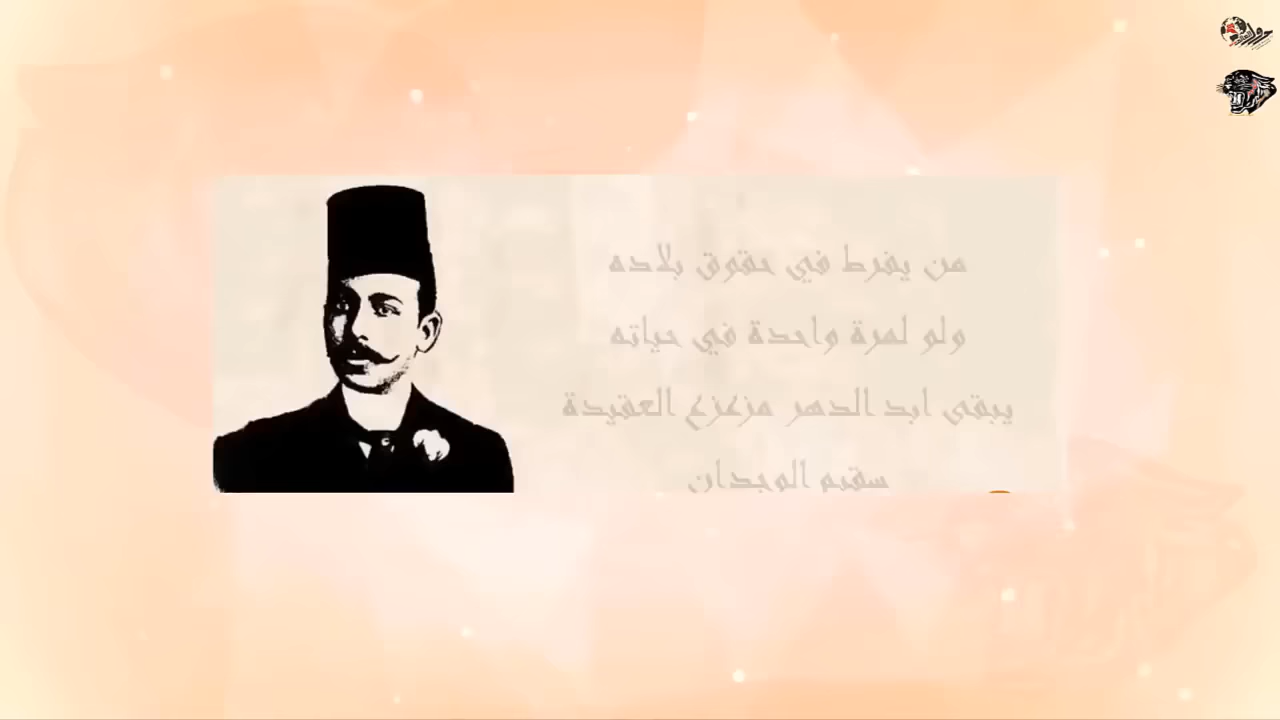 من يفرط في حقوق بلاده
ولو لمرة واحدة في حياته
يبقى ابد الدهر مزعزع العقيدة
سقيم الوجدان